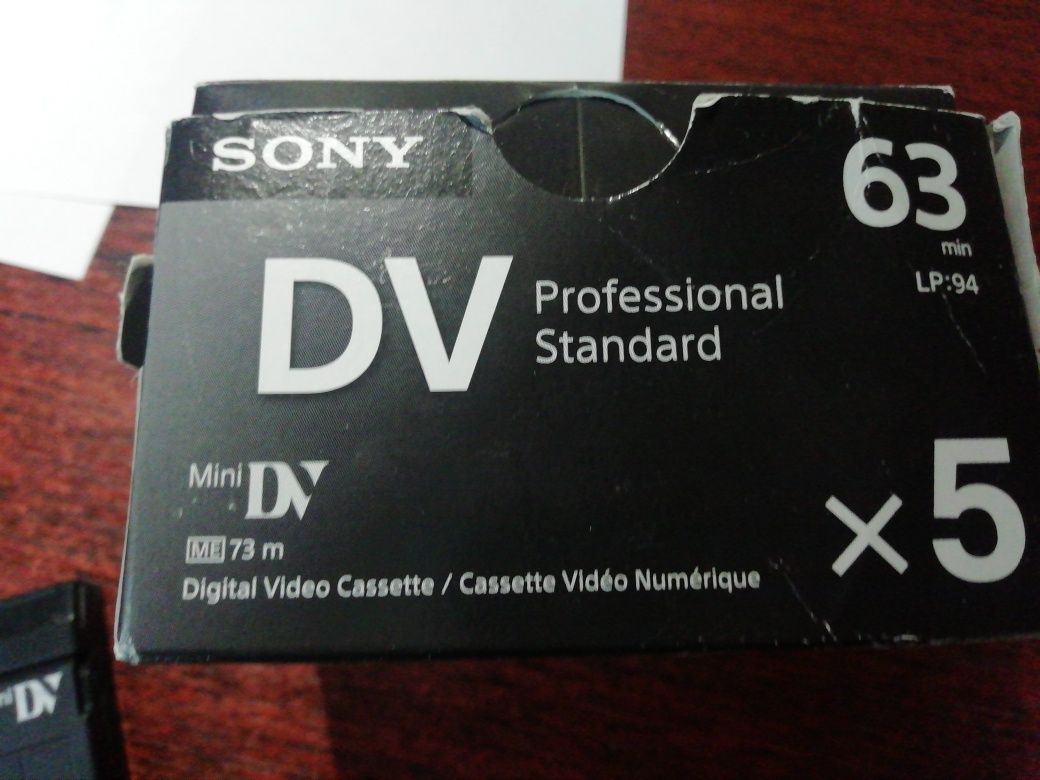 SONY
63
min
LP:94
DV
Professional
Standard
Mini DV
ME 73 m
×5
Digital Video Cassette / Cassette Vidéo Numérique
DV